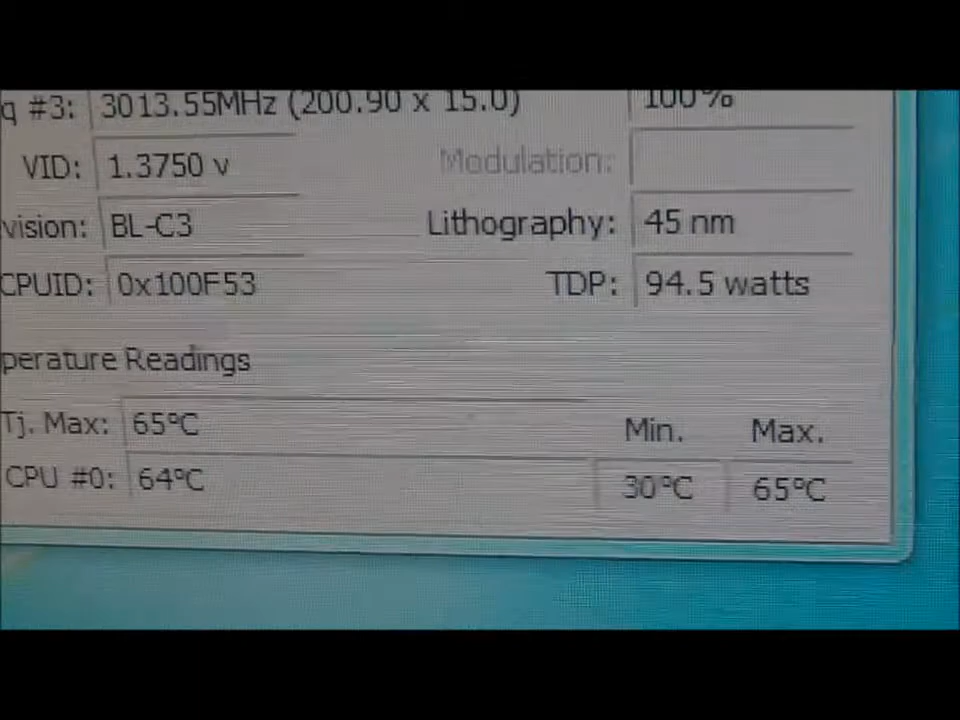 q #3: 3013.55MHz (200.90 x 15.0) 100%
VID: 1.3750 v Modulation:
vision: BL-C3 Lithography: 45 nm
CPUID: 0x100F53 TDP: 94.5 watts
perature Readings
Tj. Max: 65°C Min. Max.
CPU #0: 64°C 30°C 65°C